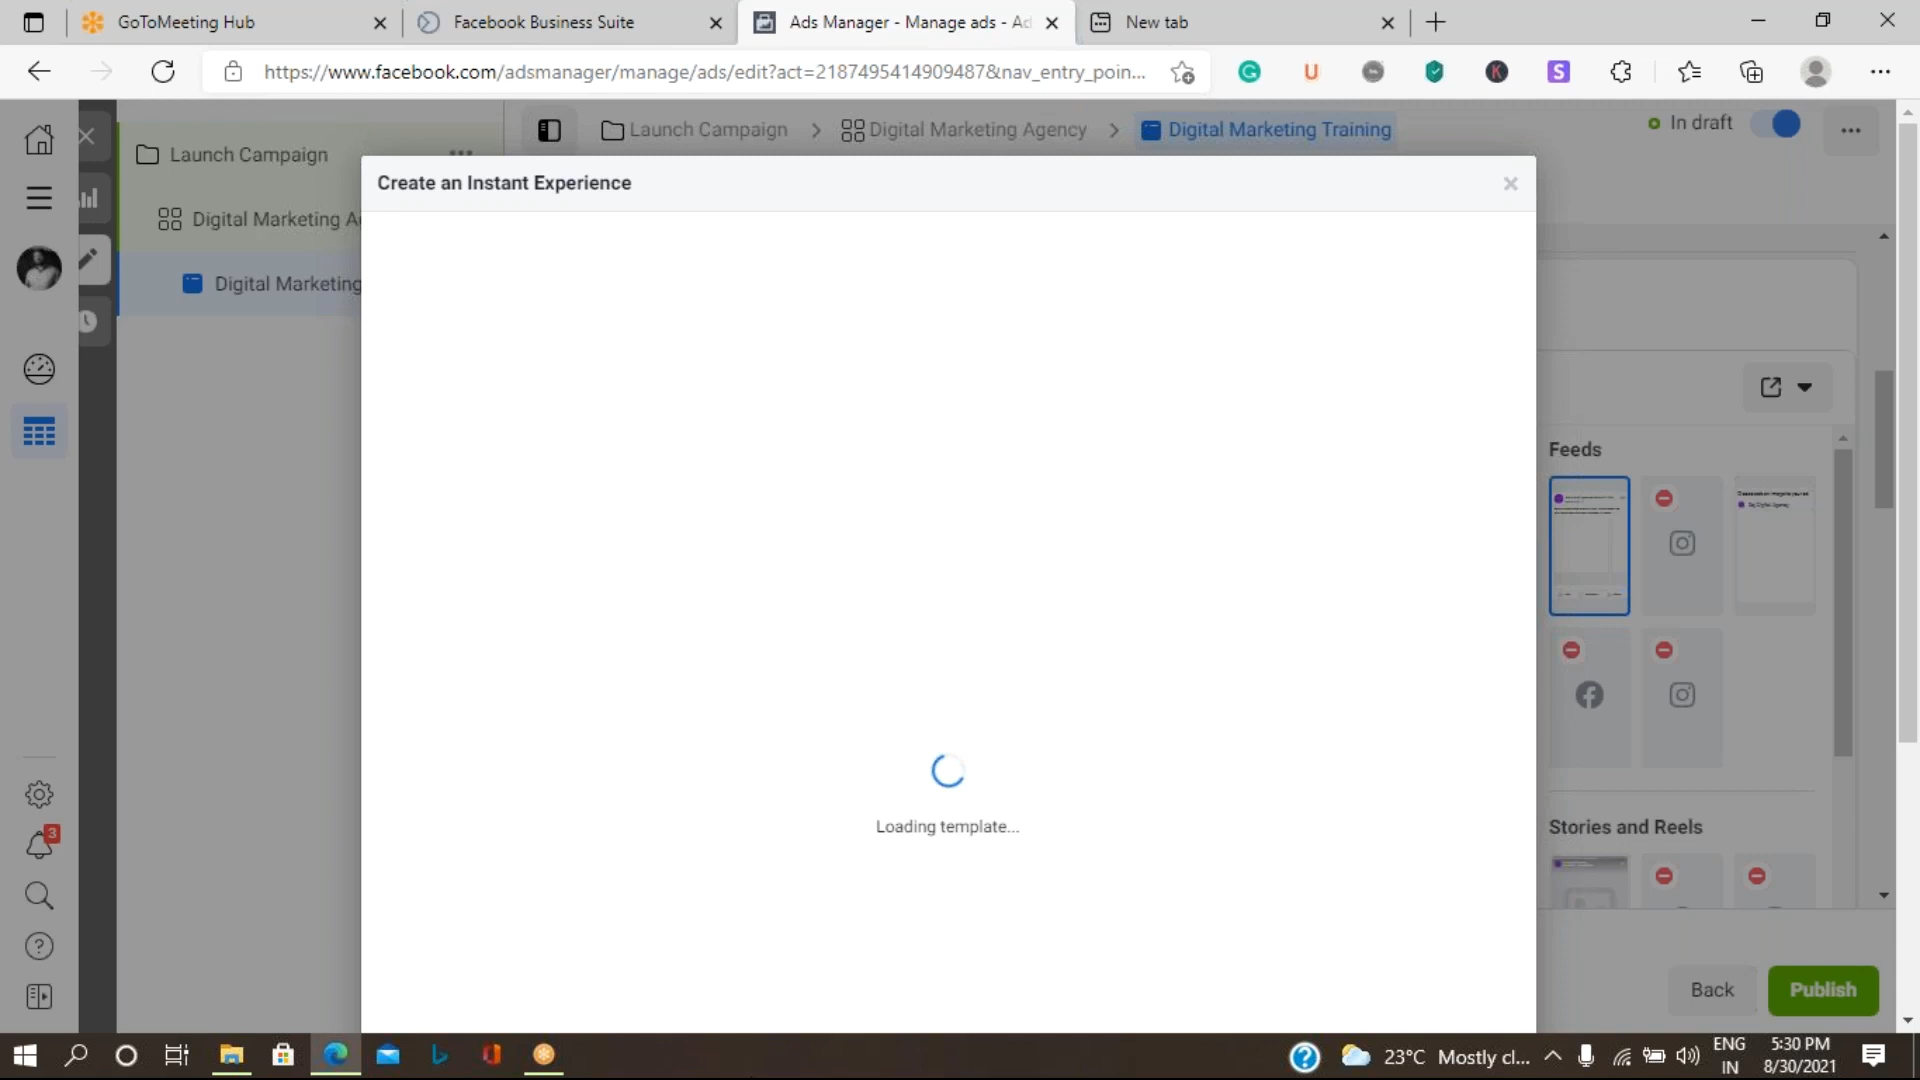 GoToMeeting Hub
Facebook Business Suite
Ads Manager - Manage ads - Ad
New tab
https://www.facebook.com/adsmanager/manage/ads/edit?act=2187495414909487&nav_entry_poin...
G
U
K
S
Launch Campaign
Digital Marketing Agency
Digital Marketing Training
In draft
Launch Campaign
Digital Marketing A
Digital Marketing
Create an Instant Experience
Loading template...
Feeds
Stories and Reels
3
Back
Publish
23°C Mostly cl...
ENG
IN
5:30 PM
8/30/2021